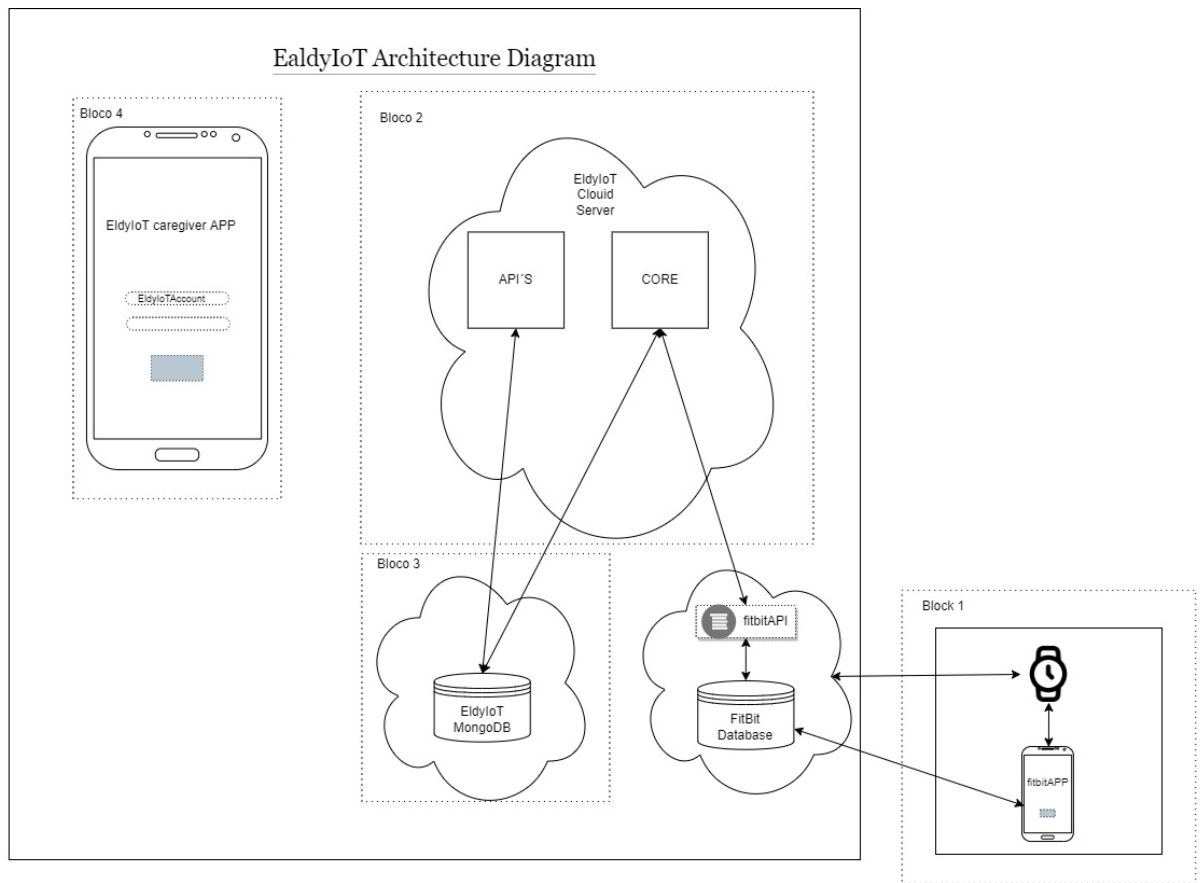 EaldyIoT Architecture Diagram
Bloco 4
EldyIoT caregiver APP
EldyIoTAccount
Bloco 2
EldyIoT
Clouid
Server
API´S
CORE
Bloco 3
EldyIoT
MongoDB
fitbitAPI
FitBit
Database
Block 1
fitbitAPP